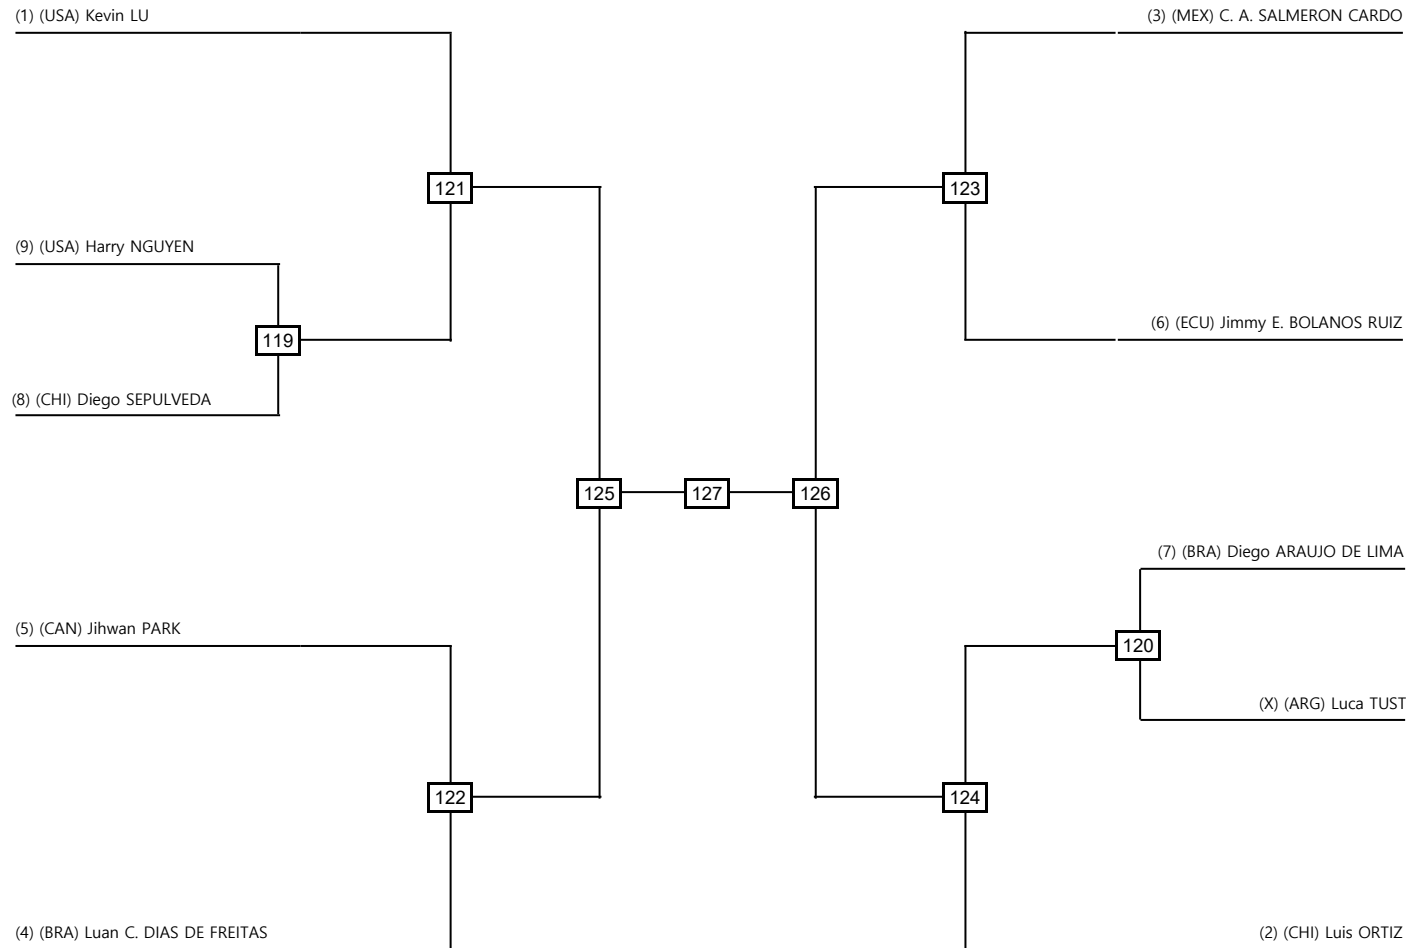 (1) (USA) Kevin LU
(3) (MEX) C. A. SALMERON CARDO
121
123
(9) (USA) Harry NGUYEN
(6) (ECU) Jimmy E. BOLANOS RUIZ
119
(8) (CHI) Diego SEPULVEDA
125
127
126
(7) (BRA) Diego ARAUJO DE LIMA
(5) (CAN) Jihwan PARK
120
(X) (ARG) Luca TUST
122
124
(4) (BRA) Luan C. DIAS DE FREITAS
(2) (CHI) Luis ORTIZ